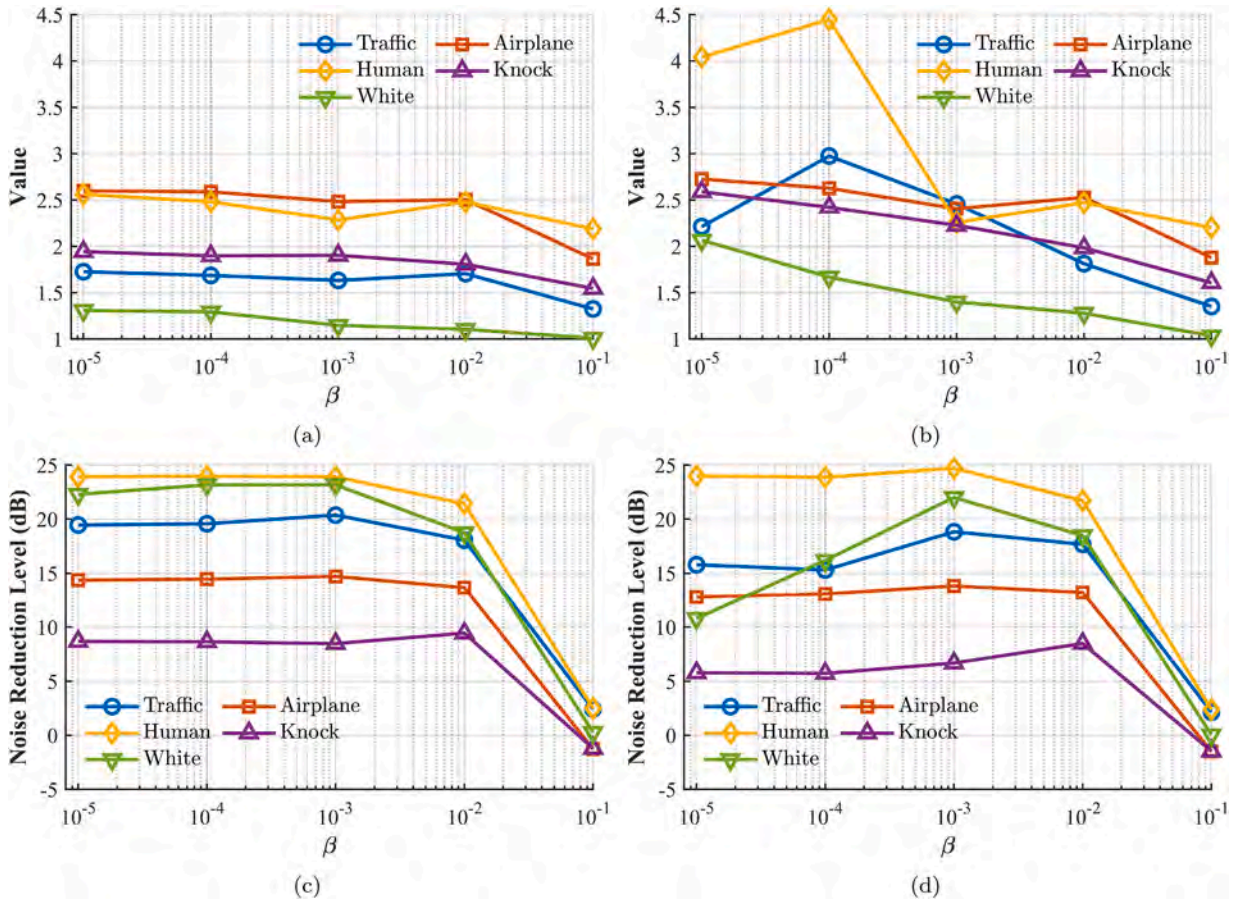 4.5
4
3.5
3
2.5
2
1.5
1
Value
Traffic Airplane
Human Knock
White
10^-5 10^-4 10^-3 10^-2 10^-1
β
(a)
4.5
4
3.5
3
2.5
2
1.5
1
Value
Traffic Airplane
Human Knock
White
10^-5 10^-4 10^-3 10^-2 10^-1
β
(b)
25
20
15
10
5
0
-5
Noise Reduction Level (dB)
Traffic Airplane
Human Knock
White
10^-5 10^-4 10^-3 10^-2 10^-1
β
(c)
25
20
15
10
5
0
-5
Noise Reduction Level (dB)
Traffic Airplane
Human Knock
White
10^-5 10^-4 10^-3 10^-2 10^-1
β
(d)